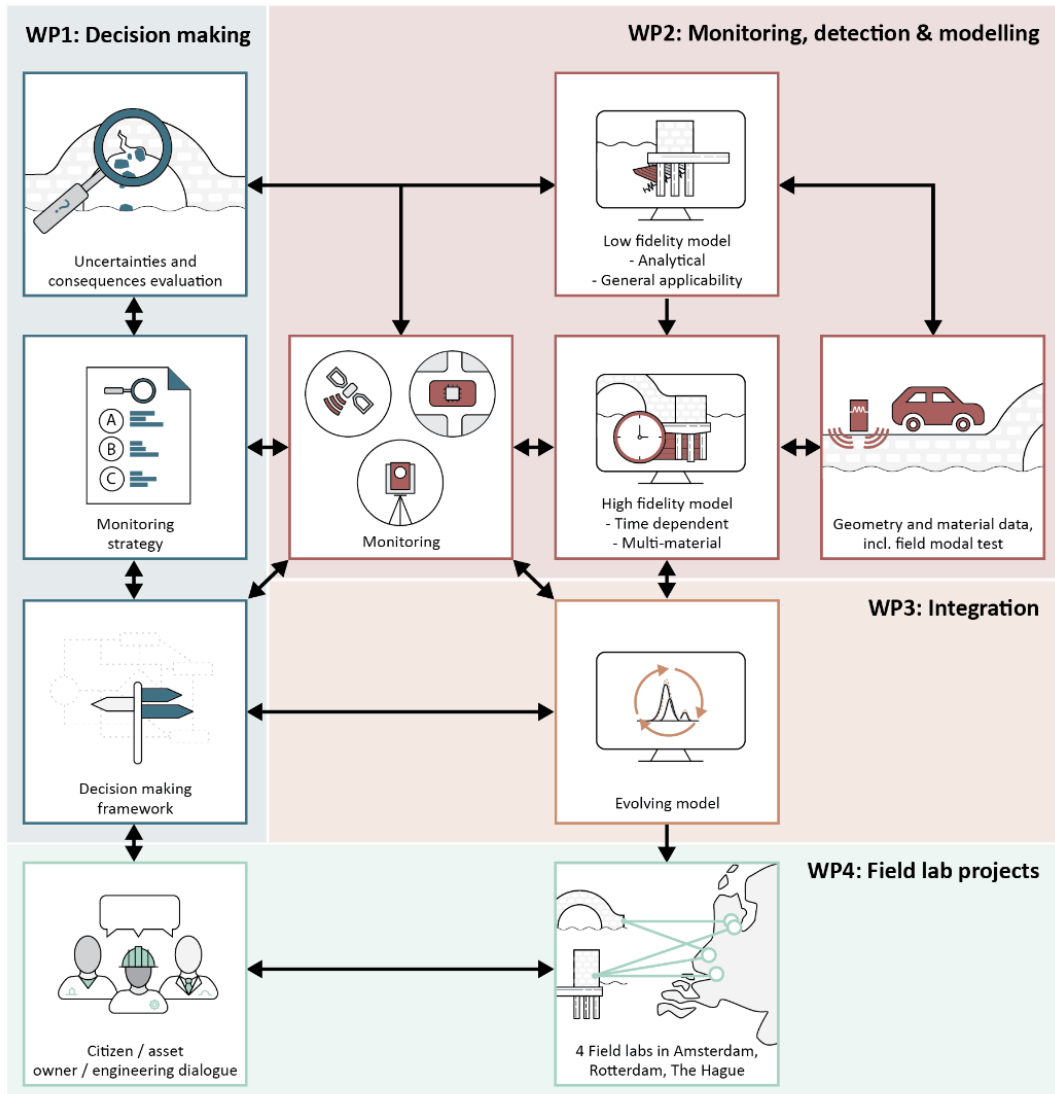 WP1: Decision making
WP2: Monitoring, detection & modelling
?
Uncertainties and
consequences evaluation
Low fidelity model
- Analytical
- General applicability
A
B
C
Monitoring
strategy
Monitoring
High fidelity model
- Time dependent
- Multi-material
Geometry and material data,
incl. field modal test
WP3: Integration
Decision making
framework
Evolving model
WP4: Field lab projects
Citizen / asset
owner / engineering dialogue
4 Field labs in Amsterdam,
Rotterdam, The Hague